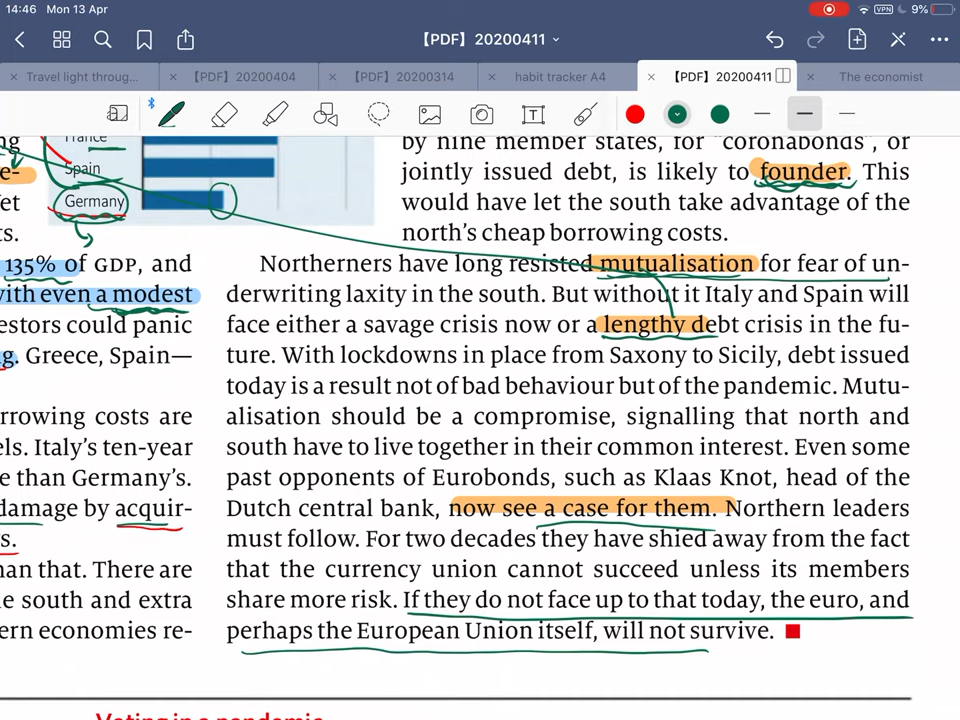 14:46 Mon 13 Apr
VPN 9%
【PDF】20200411
Travel light throug...
【PDF】20200404
【PDF】20200314
habit tracker A4
【PDF】20200411
The economist
T
France
Spain
Germany
ng
e-
Yet
ts.
135% of GDP, and
with even a modest
estors could panic
g. Greece, Spain—
rrowing costs are
els. Italy's ten-year
e than Germany's.
damage by acquir-
s.
han that. There are
e south and extra
ern economies re-
by nine member states, for "coronabonds", or
jointly issued debt, is likely to founder. This
would have let the south take advantage of the
north's cheap borrowing costs.
Northerners have long resisted mutualisation for fear of un-
derwriting laxity in the south. But without it Italy and Spain will
face either a savage crisis now or a lengthy debt crisis in the fu-
ture. With lockdowns in place from Saxony to Sicily, debt issued
today is a result not of bad behaviour but of the pandemic. Mutu-
alisation should be a compromise, signalling that north and
south have to live together in their common interest. Even some
past opponents of Eurobonds, such as Klaas Knot, head of the
Dutch central bank, now see a case for them. Northern leaders
must follow. For two decades they have shied away from the fact
that the currency union cannot succeed unless its members
share more risk. If they do not face up to that today, the euro, and
perhaps the European Union itself, will not survive.
Voting in a pandemic